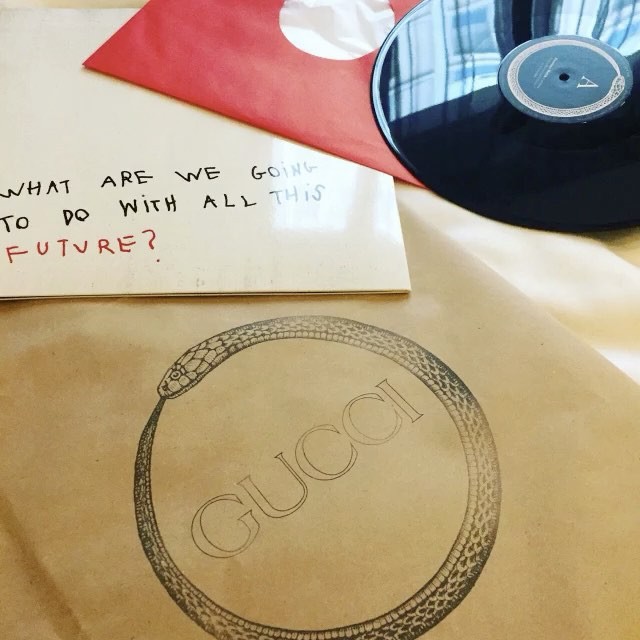 WHAT ARE WE GOING
TO DO WITH ALL THIS
FUTURE?
A
GUCCI